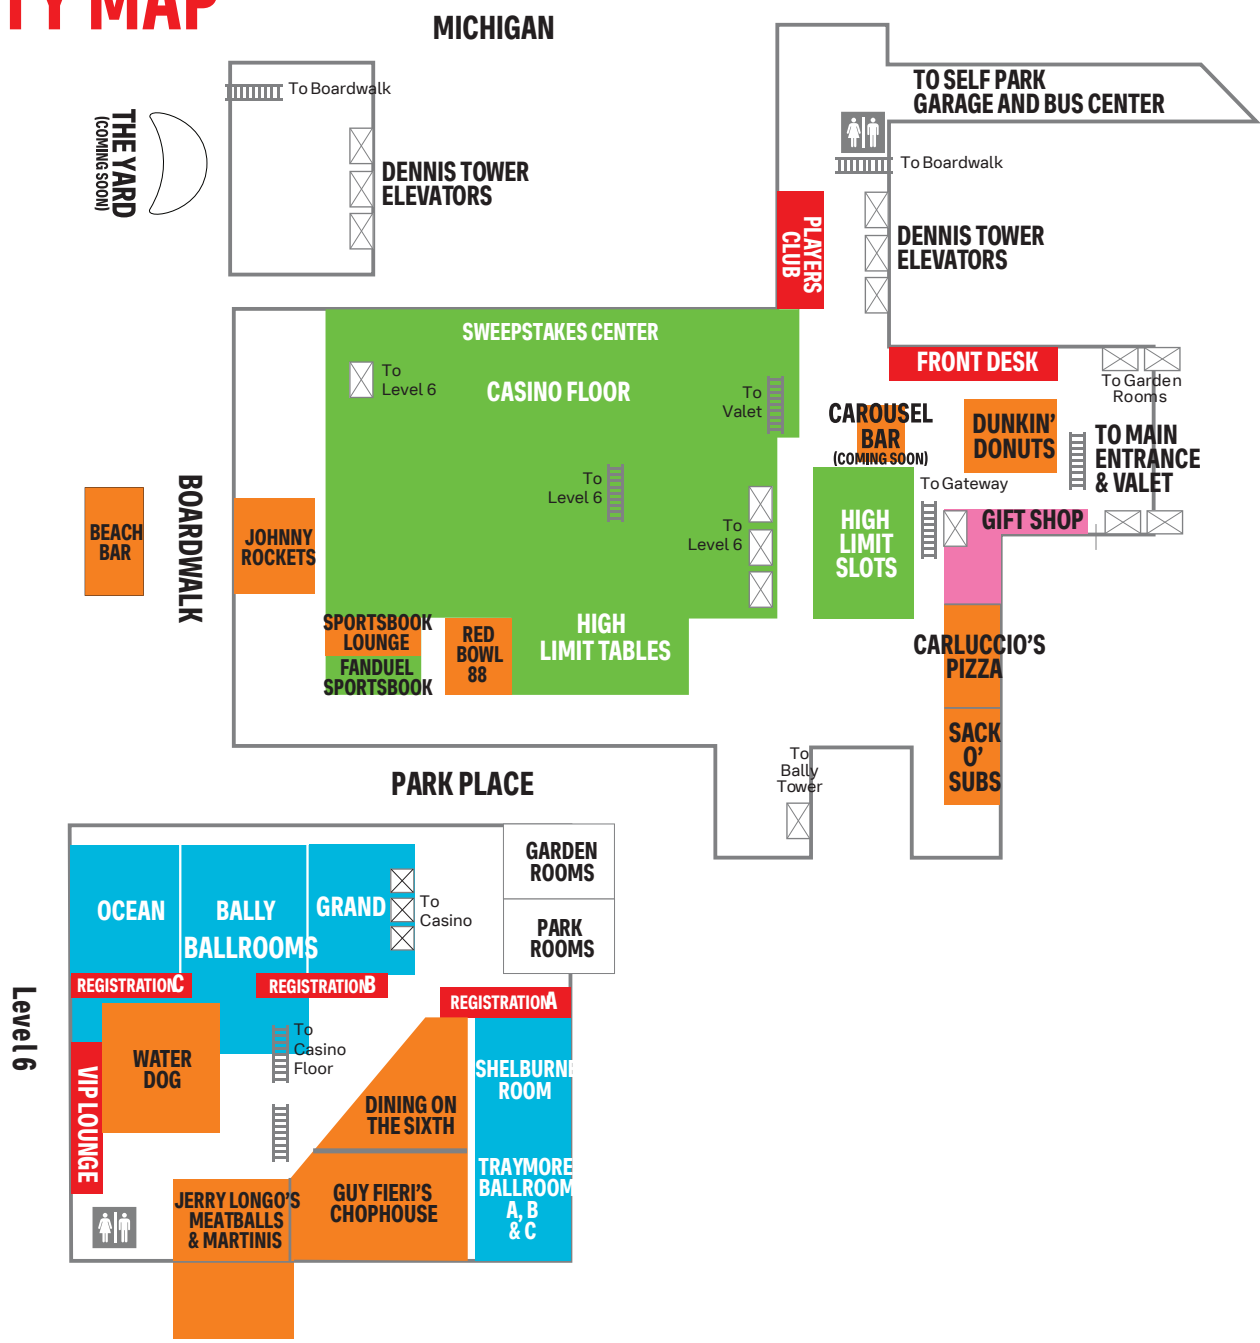 TY MAP
MICHIGAN
To Boardwalk
THE YARD
(COMING SOON)
DENNIS TOWER
ELEVATORS
TO SELF PARK
GARAGE AND BUS CENTER
To Boardwalk
PLAYERS
CLUB
DENNIS TOWER
ELEVATORS
SWEEPSTAKES CENTER
To
Level 6
CASINO FLOOR
To
Valet
FRONT DESK
To Garden
Rooms
CAROUSEL
BAR
(COMING SOON)
DUNKIN'
DONUTS
TO MAIN
ENTRANCE
& VALET
BOARDWALK
BEACH
BAR
JOHNNY
ROCKETS
To
Level 6
To
Level 6
HIGH
LIMIT
SLOTS
To Gateway
GIFT SHOP
SPORTSBOOK
LOUNGE
FANDUEL
SPORTSBOOK
RED
BOWL
88
HIGH
LIMIT TABLES
CARLUCCIO'S
PIZZA
SACK
O'
SUBS
To
Bally
Tower
PARK PLACE
OCEAN
BALLY
GRAND
BALLROOMS
To
Casino
GARDEN
ROOMS
PARK
ROOMS
REGISTRATION C
REGISTRATION B
REGISTRATION A
Level 6
VIP LOUNGE
WATER
DOG
To
Casino
Floor
SHELBURNE
ROOM
DINING ON
THE SIXTH
TRAYMORE
BALLROOM
A, B
& C
GUY FIERI'S
CHOPHOUSE
JERRY LONGO'S
MEATBALLS
& MARTINIS